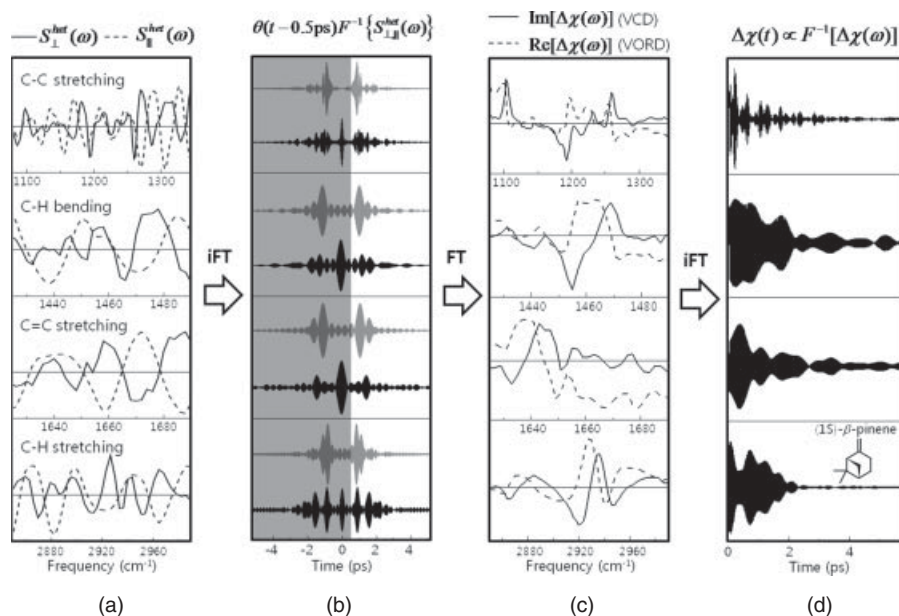 S⊥^het(ω) S∥^het(ω)
θ(t−0.5ps)F⁻¹{S⊥,∥^het(ω)}
Im[Δχ(ω)] (VCD)
Re[Δχ(ω)] (VORD)
Δχ(t) ∝ F⁻¹[Δχ(ω)]
C-C stretching
1100 1200 1300
C-H bending
1440 1460 1480
C=C stretching
1640 1660 1680
C-H stretching
2880 2920 2960
Frequency (cm⁻¹)
iFT
-4 -2 0 2 4
Time (ps)
FT
1100 1200 1300
1440 1460 1480
1640 1660 1680
2880 2920 2960
Frequency (cm⁻¹)
iFT
(1S)-β-pinene
0 2 4
Time (ps)
(a) (b) (c) (d)